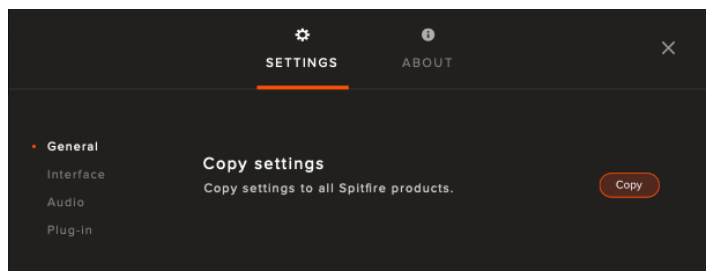 SETTINGS
ABOUT
General
Interface
Audio
Plug-in
Copy settings
Copy settings to all Spitfire products.
Copy